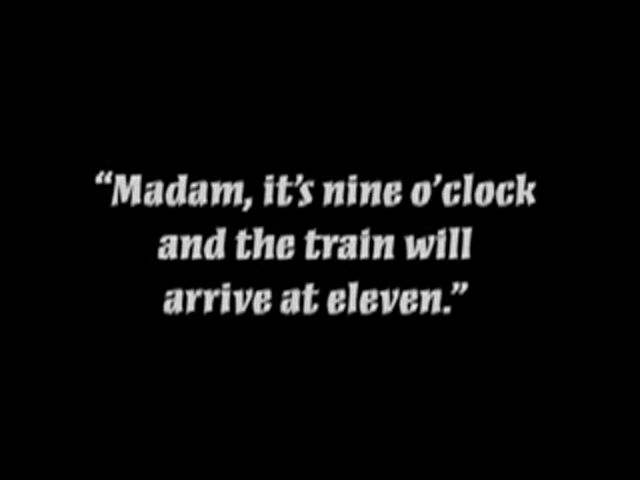 “Madam, it’s nine o’clock
and the train will
arrive at eleven.”